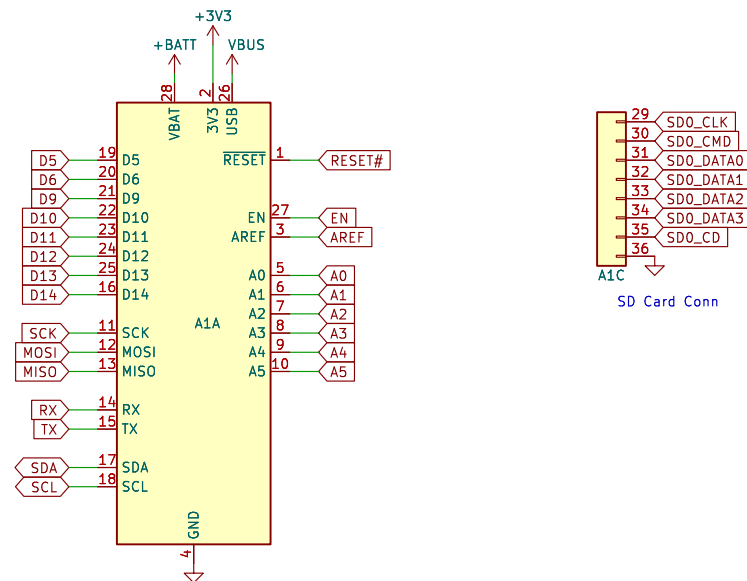 +3V3
+BATT
VBUS
28
2
26
VBAT
3V3
USB
D5 19 D5
RESET 1 RESET#
D6 20 D6
D9 21 D9
D10 22 D10
EN 27 EN
D11 23 D11
AREF 3 AREF
D12 24 D12
D13 25 D13
A0 5 A0
D14 16 D14
A1 6 A1
A2 7 A2
A1A
SCK 11 SCK
A3 8 A3
MOSI 12 MOSI
A4 9 A4
MISO 13 MISO
A5 10 A5
RX 14 RX
TX 15 TX
SDA 17 SDA
SCL 18 SCL
GND
4
29 SD0_CLK
30 SD0_CMD
31 SD0_DATA0
32 SD0_DATA1
33 SD0_DATA2
34 SD0_DATA3
35 SD0_CD
36
A1C
SD Card Conn